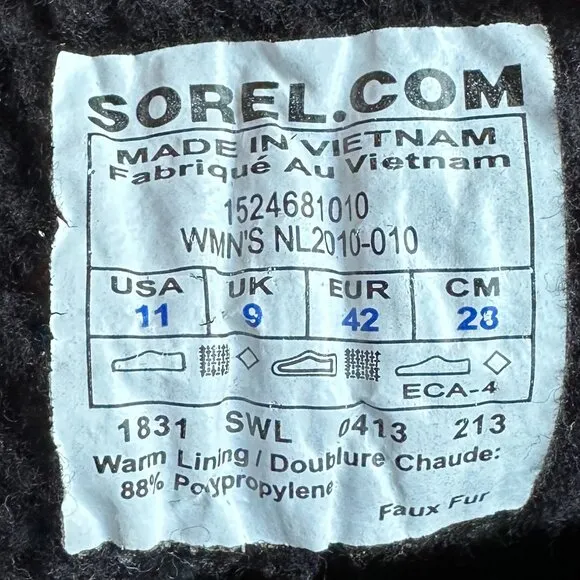 SOREL.COM
MADE IN VIETNAM
Fabriqué Au Vietnam
1524681010
WMN'S NL2010-010
USA UK EUR CM
11 9 42 28
ECA-4
1831 SWL 0413 213
Warm Lining / Doublure Chaude:
88% Polypropylene
Faux Fur